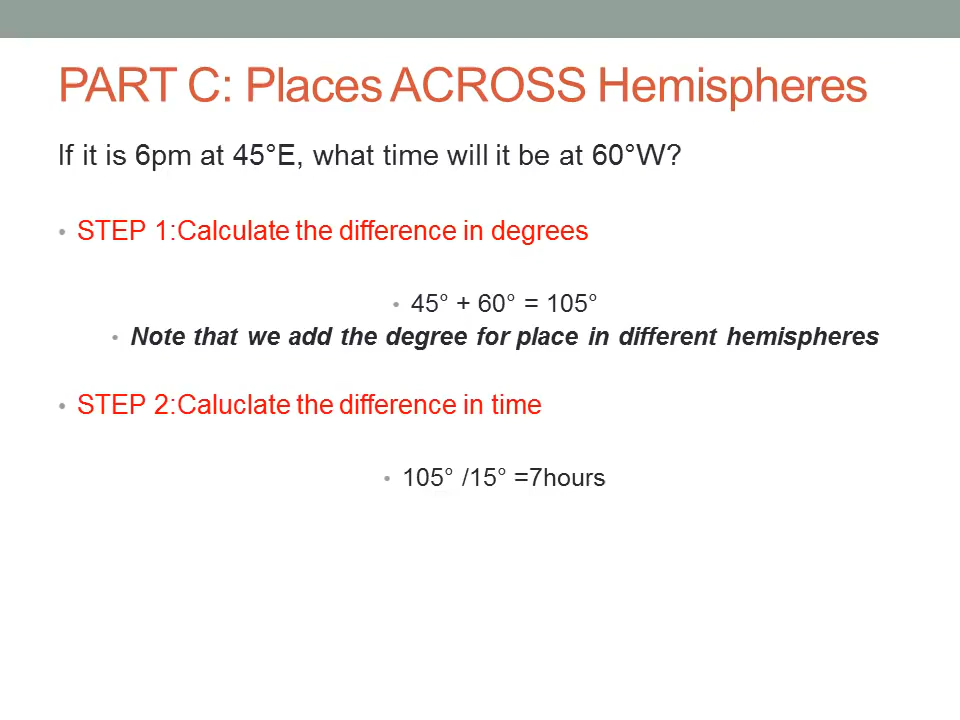 PART C: Places ACROSS Hemispheres
If it is 6pm at 45°E, what time will it be at 60°W?
• STEP 1:Calculate the difference in degrees
• 45° + 60° = 105°
• Note that we add the degree for place in different hemispheres
• STEP 2:Caluclate the difference in time
• 105° /15° =7hours